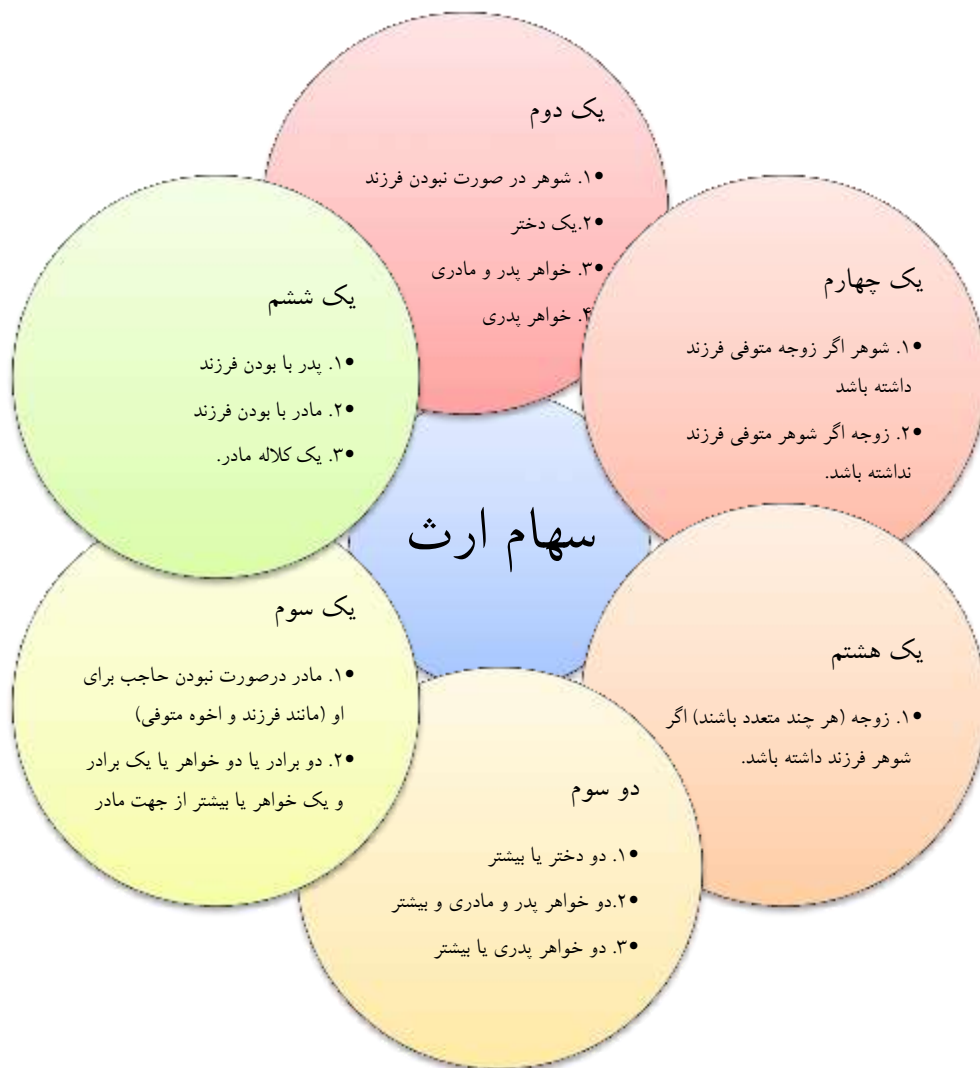 یک دوم
•۱. شوهر در صورت نبودن فرزند
•۲.یک دختر
•۳. خواهر پدر و مادری
۴. خواهر پدری
یک چهارم
•۱. شوهر اگر زوجه متوفی فرزند
داشته باشد
•۲. زوجه اگر شوهر متوفی فرزند
نداشته باشد.
یک هشتم
•۱. زوجه (هر چند متعدد باشند) اگر
شوهر فرزند داشته باشد.
دو سوم
•۱. دو دختر یا بیشتر
•۲.دو خواهر پدر و مادری و بیشتر
•۳. دو خواهر پدری یا بیشتر
یک سوم
•۱. مادر درصورت نبودن حاجب برای
او (مانند فرزند و اخوه متوفی)
•۲. دو برادر یا دو خواهر یا یک برادر
و یک خواهر یا بیشتر از جهت مادر
یک ششم
•۱. پدر با بودن فرزند
•۲. مادر با بودن فرزند
•۳. یک کلاله مادر.
سهام ارث